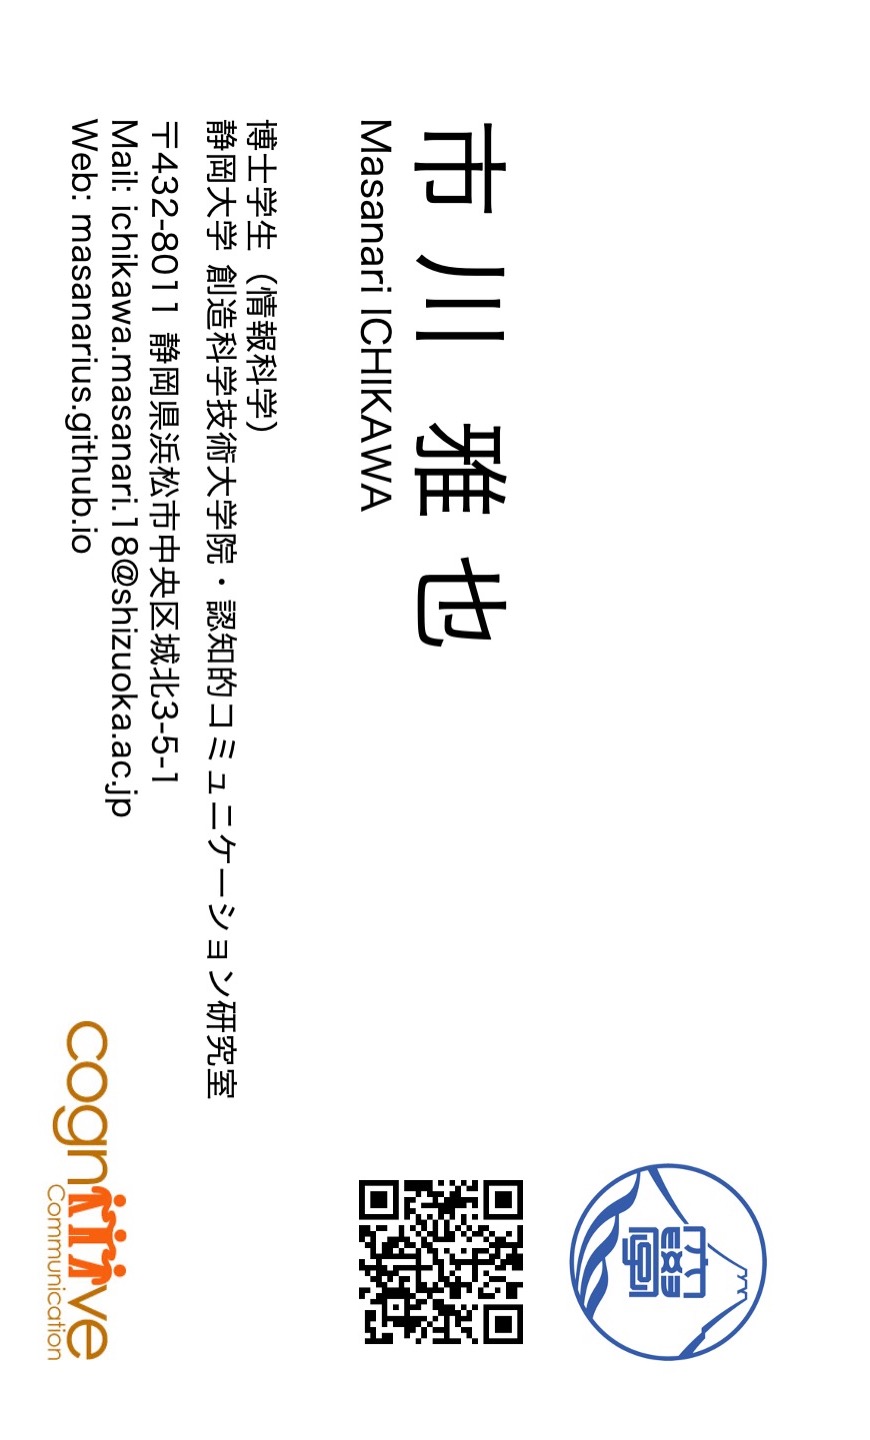 市川 雅也
Masanari ICHIKAWA
博士学生（情報科学）
静岡大学 創造科学技術大学院・認知的コミュニケーション研究室
〒432-8011 静岡県浜松市中央区城北3-5-1
Mail: ichikawa.masanari.18@shizuoka.ac.jp
Web: masanarius.github.io
大學
cognitive
Communication